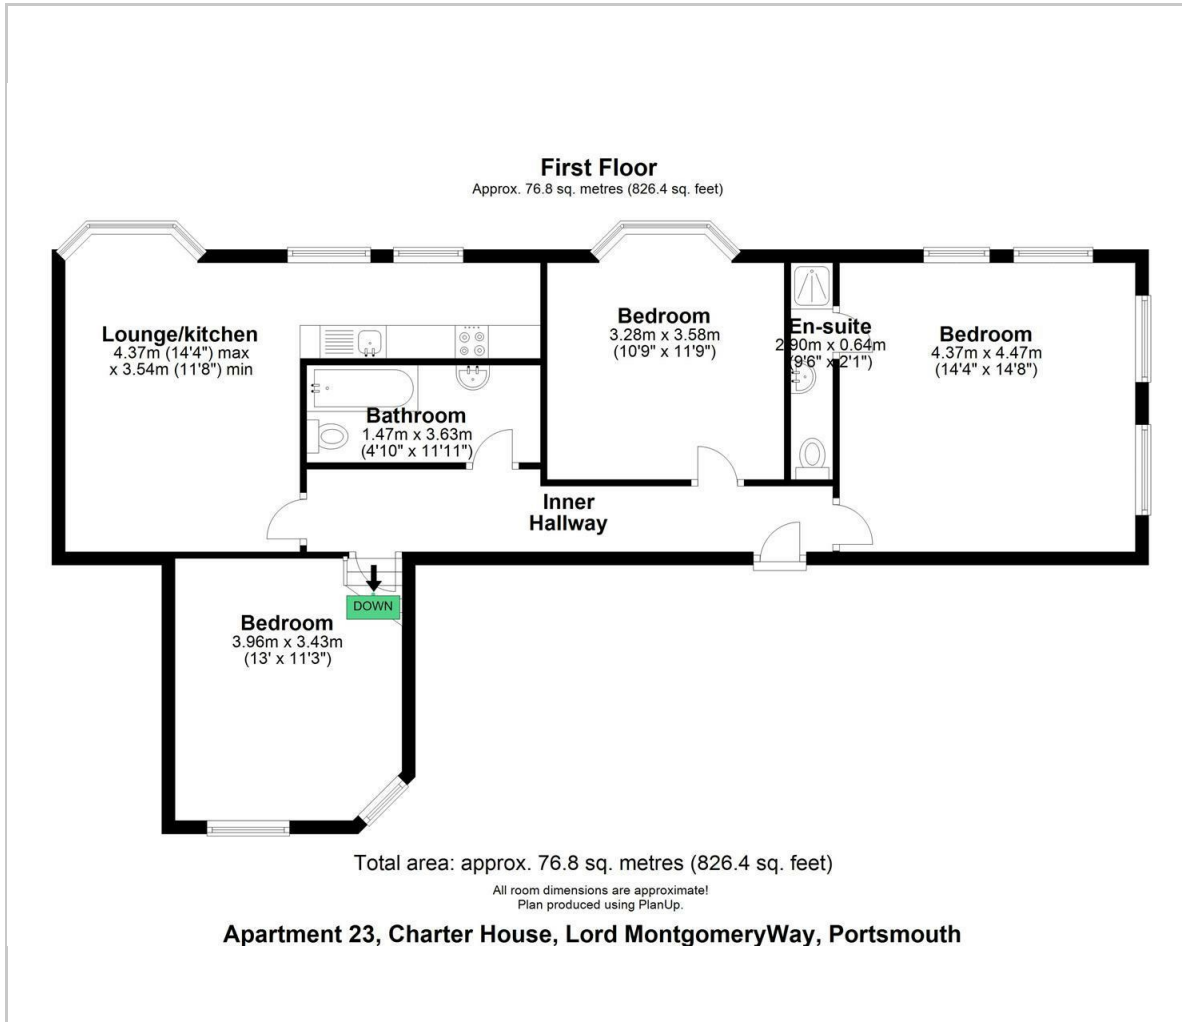 First Floor
Approx. 76.8 sq. metres (826.4 sq. feet)
Lounge/kitchen
4.37m (14'4") max
x 3.54m (11'8") min
Bathroom
1.47m x 3.63m
(4'10" x 11'11")
Bedroom
3.28m x 3.58m
(10'9" x 11'9")
En-suite
2.90m x 0.64m
(9'6" x 2'1")
Bedroom
4.37m x 4.47m
(14'4" x 14'8")
Inner
Hallway
DOWN
Bedroom
3.96m x 3.43m
(13' x 11'3")
Total area: approx. 76.8 sq. metres (826.4 sq. feet)
All room dimensions are approximate!
Plan produced using PlanUp.
Apartment 23, Charter House, Lord MontgomeryWay, Portsmouth